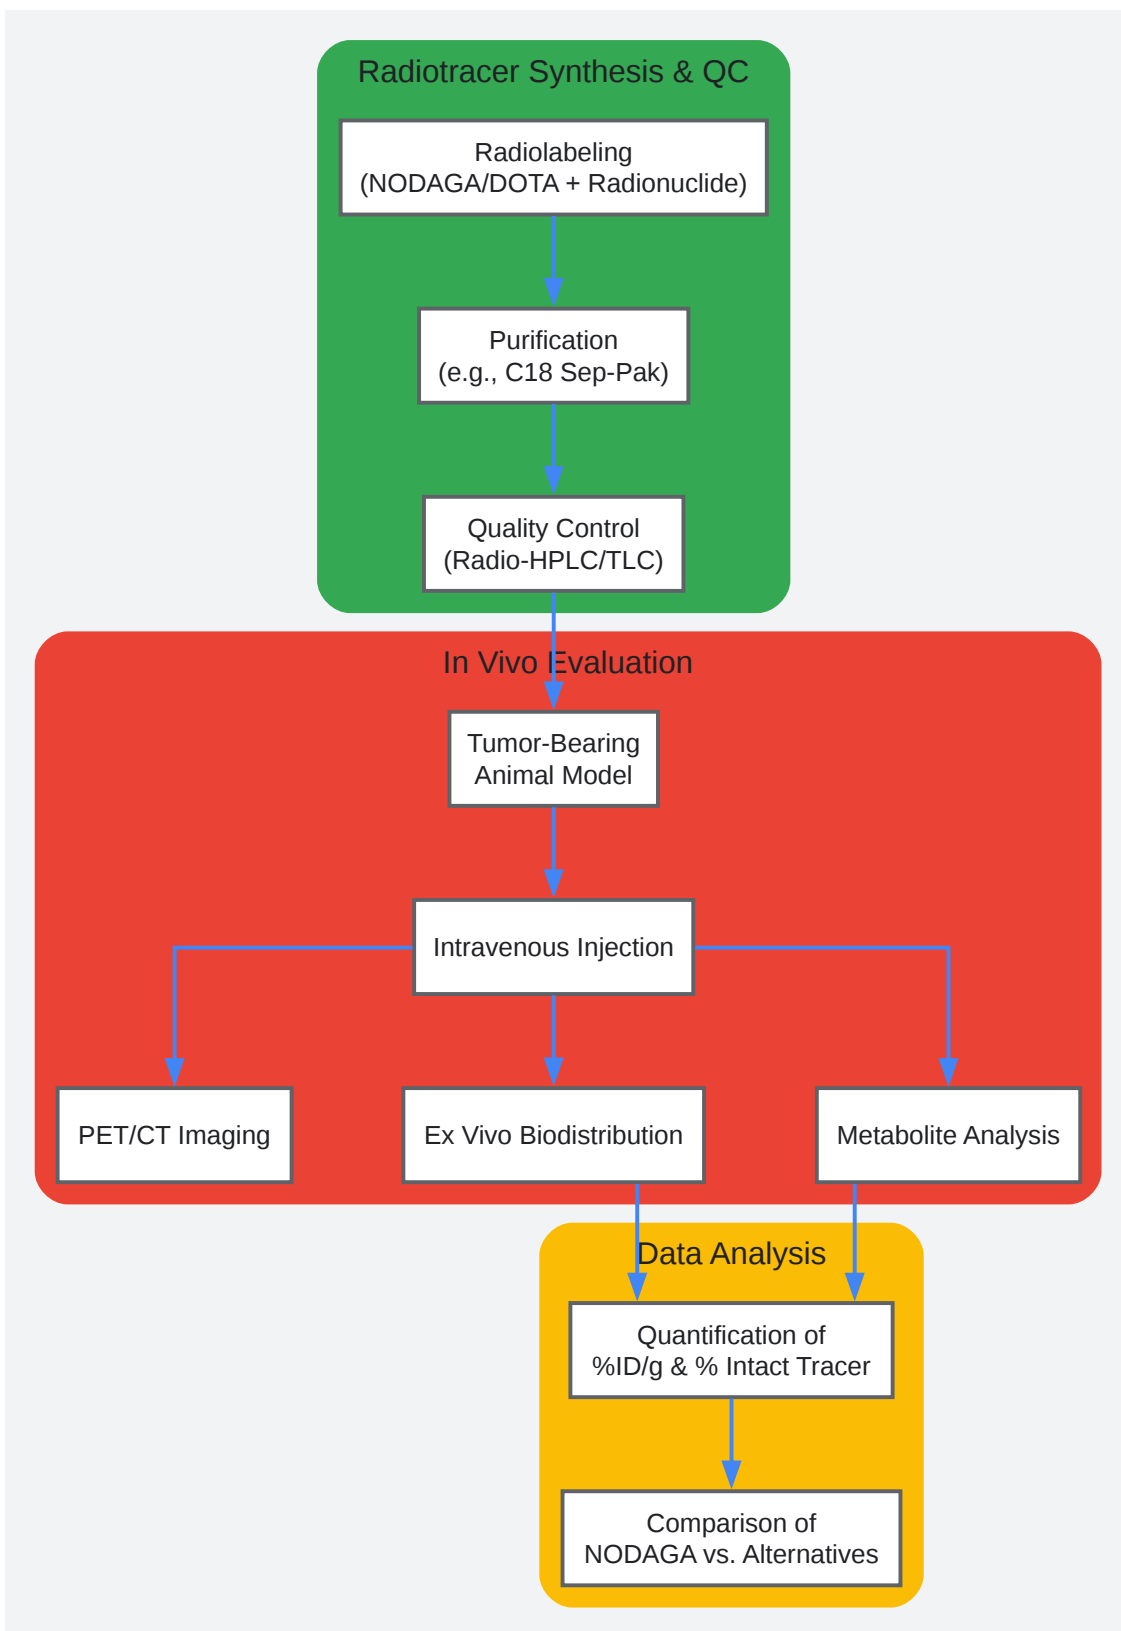 Radiotracer Synthesis & QC
Radiolabeling
(NODAGA/DOTA + Radionuclide)
Purification
(e.g., C18 Sep-Pak)
Quality Control
(Radio-HPLC/TLC)
In Vivo Evaluation
Tumor-Bearing
Animal Model
Intravenous Injection
PET/CT Imaging
Ex Vivo Biodistribution
Metabolite Analysis
Data Analysis
Quantification of
%ID/g & % Intact Tracer
Comparison of
NODAGA vs. Alternatives